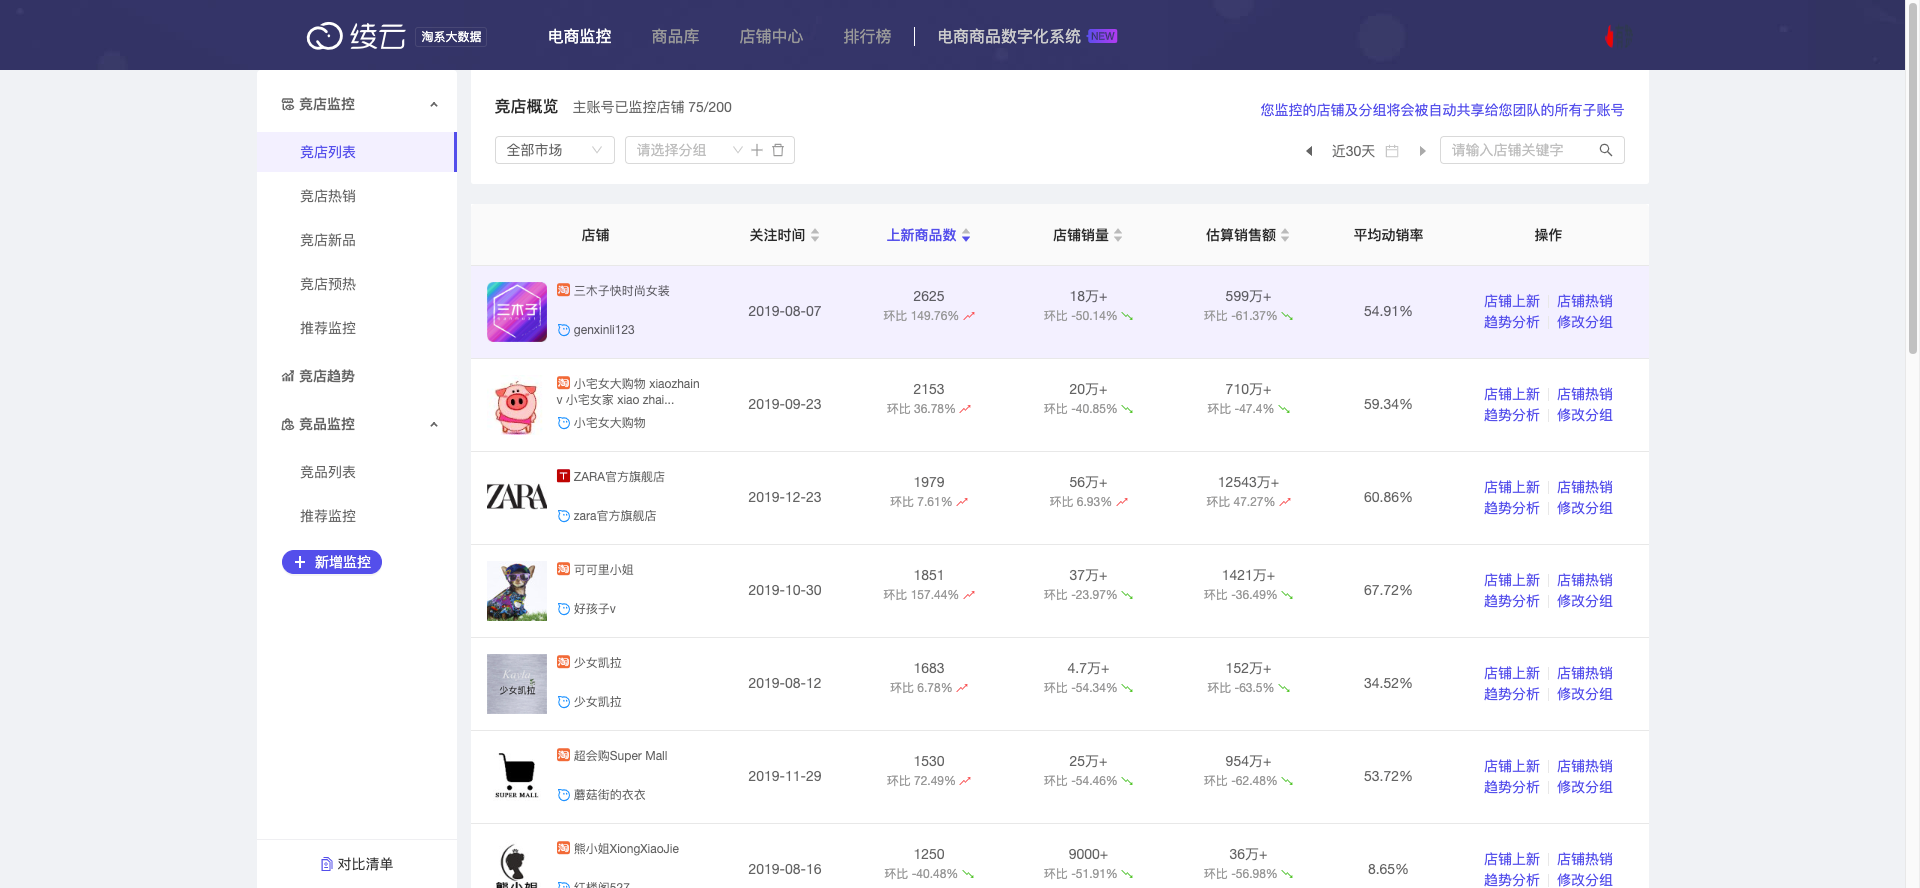 绫云 淘系大数据 电商监控 商品库 店铺中心 排行榜 电商商品数字化系统 NEW
竞店监控
竞店列表
竞店热销
竞店新品
竞店预热
推荐监控
竞店趋势
竞品监控
竞品列表
推荐监控
新增监控
对比清单
竞店概览 主账号已监控店铺 75/200
您监控的店铺及分组将会被自动共享给您团队的所有子账号
全部市场 请选择分组 近30天 请输入店铺关键字
店铺 关注时间 上新商品数 店铺销量 估算销售额 平均动销率 操作
三木子
淘 三木子快时尚女装
genxinli123
2019-08-07
2625
环比 149.76%
18万+
环比 -50.14%
599万+
环比 -61.37%
54.91%
店铺上新 店铺热销
趋势分析 修改分组
淘 小宅女大购物 xiaozhain
v 小宅女家 xiao zhai...
小宅女大购物
2019-09-23
2153
环比 36.78%
20万+
环比 -40.85%
710万+
环比 -47.4%
59.34%
店铺上新 店铺热销
趋势分析 修改分组
ZARA
T ZARA官方旗舰店
zara官方旗舰店
2019-12-23
1979
环比 7.61%
56万+
环比 6.93%
12543万+
环比 47.27%
60.86%
店铺上新 店铺热销
趋势分析 修改分组
淘 可可里小姐
好孩子v
2019-10-30
1851
环比 157.44%
37万+
环比 -23.97%
1421万+
环比 -36.49%
67.72%
店铺上新 店铺热销
趋势分析 修改分组
Kayla
少女凯拉
淘 少女凯拉
少女凯拉
2019-08-12
1683
环比 6.78%
4.7万+
环比 -54.34%
152万+
环比 -63.5%
34.52%
店铺上新 店铺热销
趋势分析 修改分组
SUPER MALL
淘 超会购Super Mall
蘑菇街的衣衣
2019-11-29
1530
环比 72.49%
25万+
环比 -54.46%
954万+
环比 -62.48%
53.72%
店铺上新 店铺热销
趋势分析 修改分组
熊小姐
淘 熊小姐XiongXiaoJie
红楼阁527
2019-08-16
1250
环比 -40.48%
9000+
环比 -51.91%
36万+
环比 -56.98%
8.65%
店铺上新 店铺热销
趋势分析 修改分组